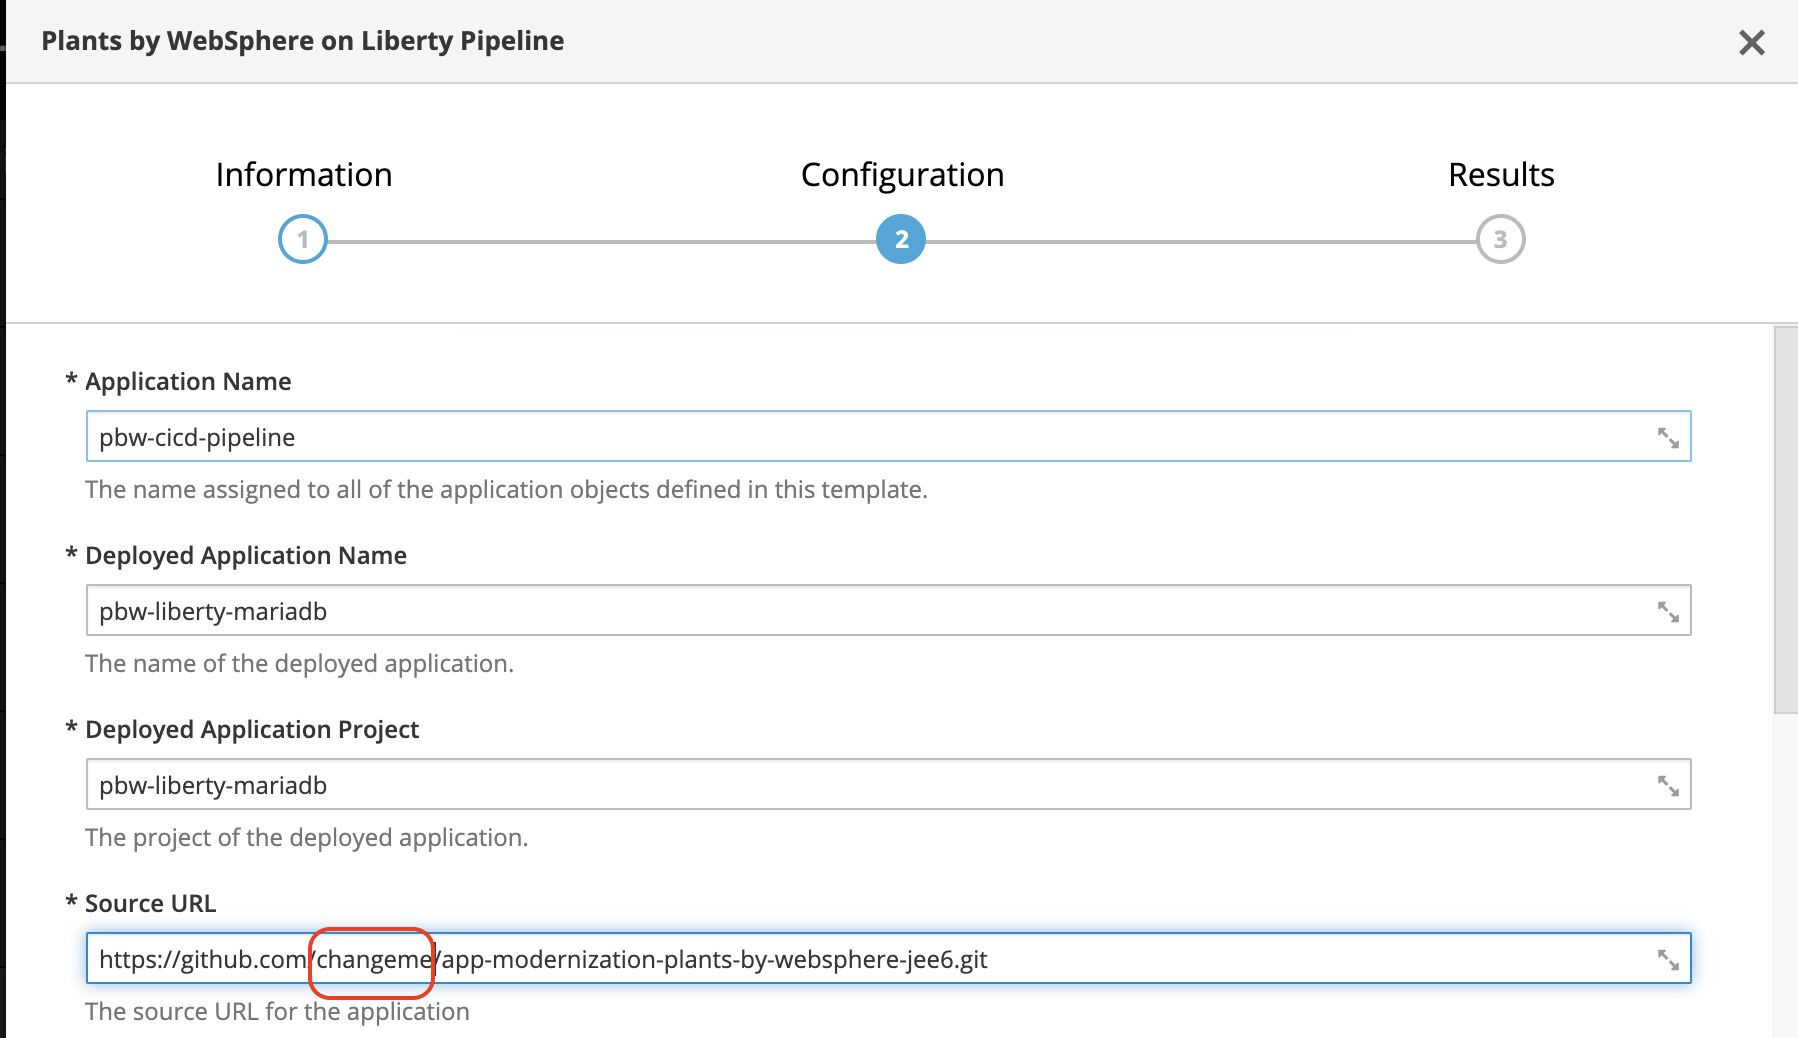 Plants by WebSphere on Liberty Pipeline
Information Configuration Results
1 2 3
* Application Name
pbw-cicd-pipeline
The name assigned to all of the application objects defined in this template.
* Deployed Application Name
pbw-liberty-mariadb
The name of the deployed application.
* Deployed Application Project
pbw-liberty-mariadb
The project of the deployed application.
* Source URL
https://github.com/changeme/app-modernization-plants-by-websphere-jee6.git
The source URL for the application